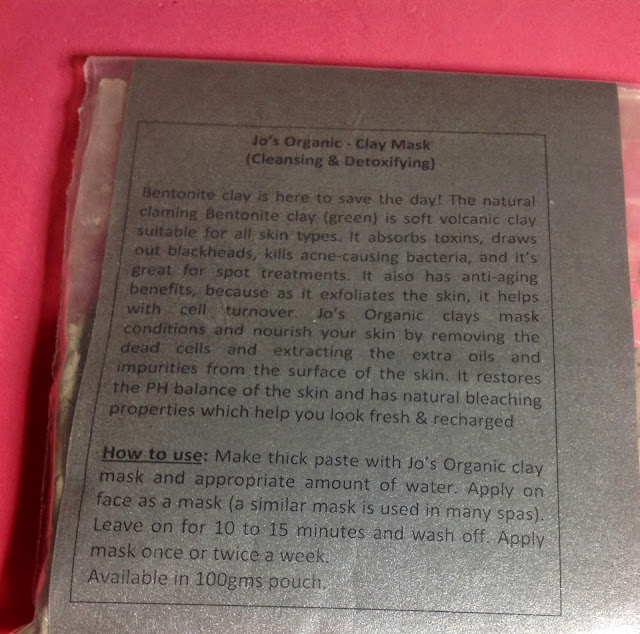 Jo's Organic - Clay Mask
(Cleansing & Detoxifying)
Bentonite clay is here to save the day! The natural
claming Bentonite clay (green) is soft volcanic clay
suitable for all skin types. It absorbs toxins, draws
out blackheads, kills acne-causing bacteria, and it's
great for spot treatments. It also has anti-aging
benefits, because as it exfoliates the skin, it helps
with cell turnover. Jo's Organic clays mask
conditions and nourish your skin by removing the
dead cells and extracting the extra oils and
impurities from the surface of the skin. It restores
the PH balance of the skin and has natural bleaching
properties which help you look fresh & recharged
How to use: Make thick paste with Jo's Organic clay
mask and appropriate amount of water. Apply on
face as a mask (a similar mask is used in many spas).
Leave on for 10 to 15 minutes and wash off. Apply
mask once or twice a week.
Available in 100gms pouch.